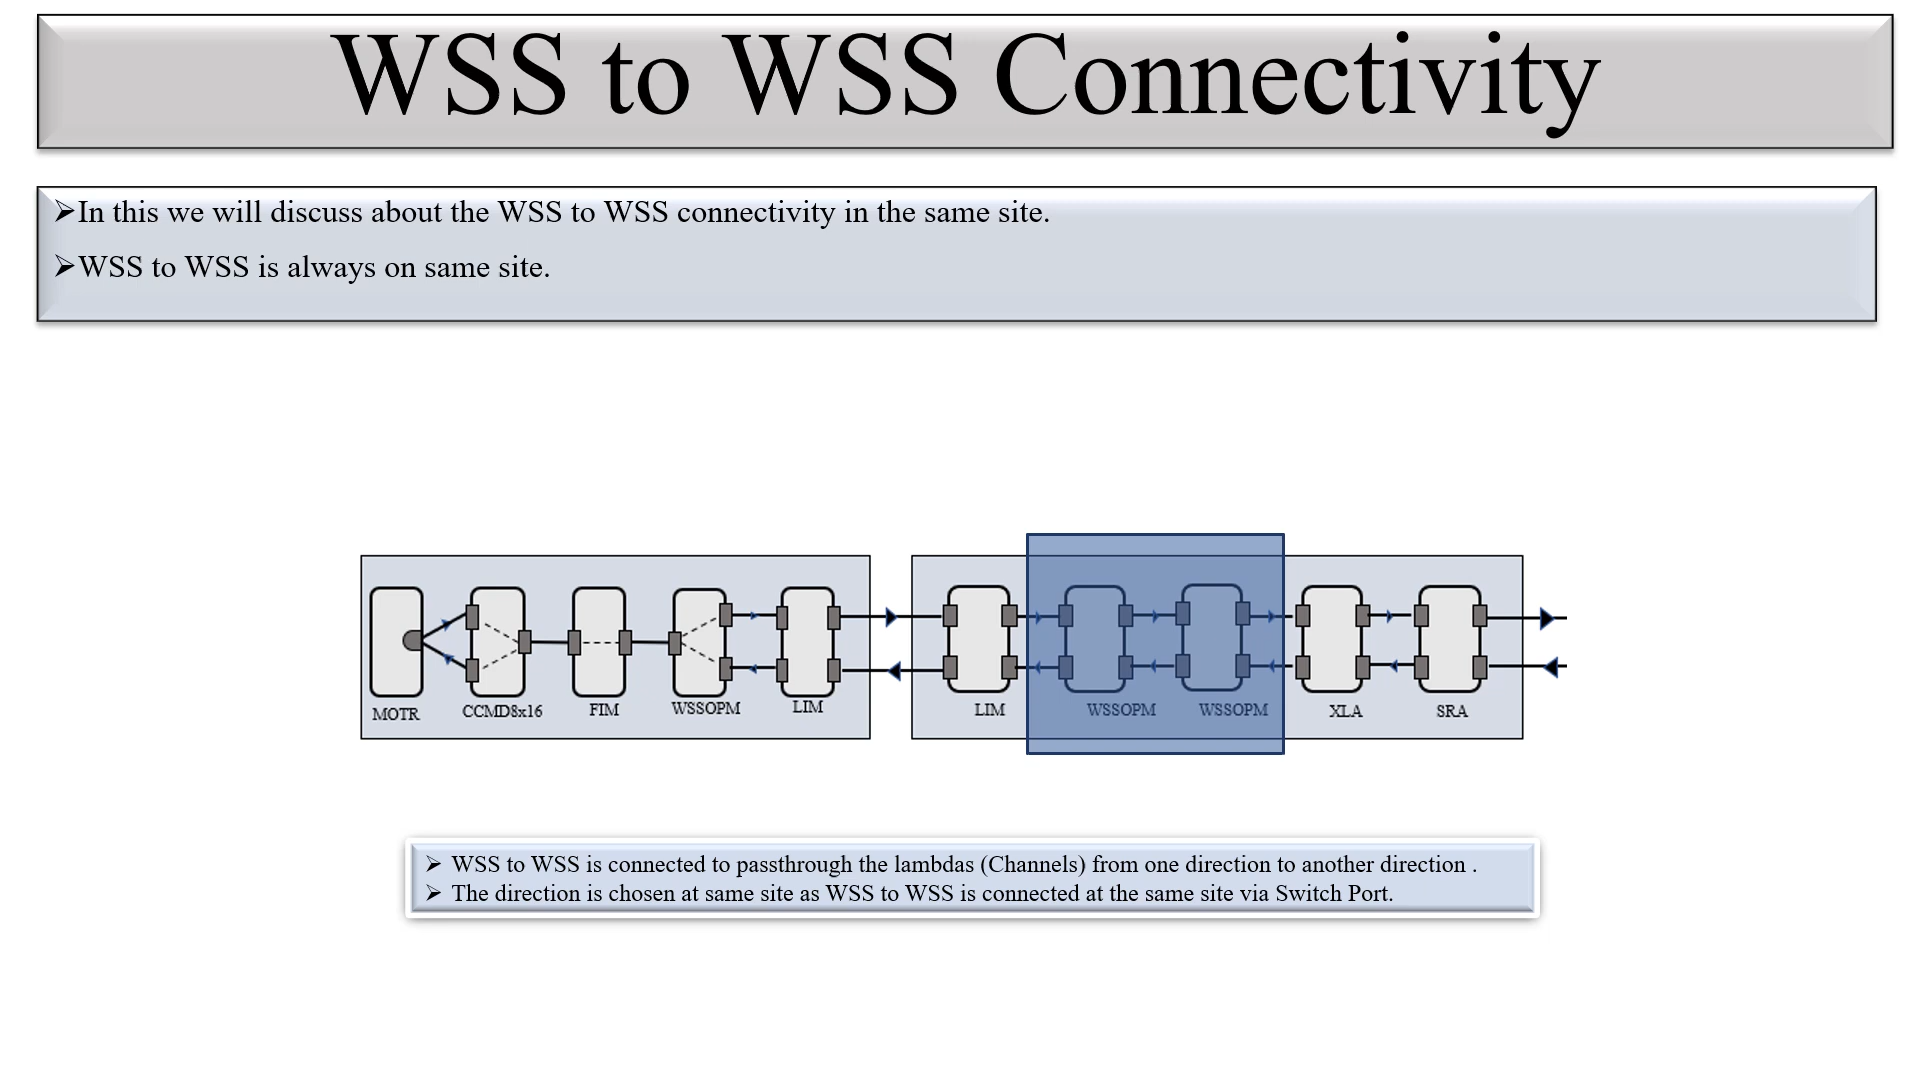 WSS to WSS Connectivity
➢In this we will discuss about the WSS to WSS connectivity in the same site.
➢WSS to WSS is always on same site.
MOTR CCMD8x16 FIM WSSOPM LIM LIM WSSOPM WSSOPM XLA SRA
➢ WSS to WSS is connected to passthrough the lambdas (Channels) from one direction to another direction .
➢ The direction is chosen at same site as WSS to WSS is connected at the same site via Switch Port.